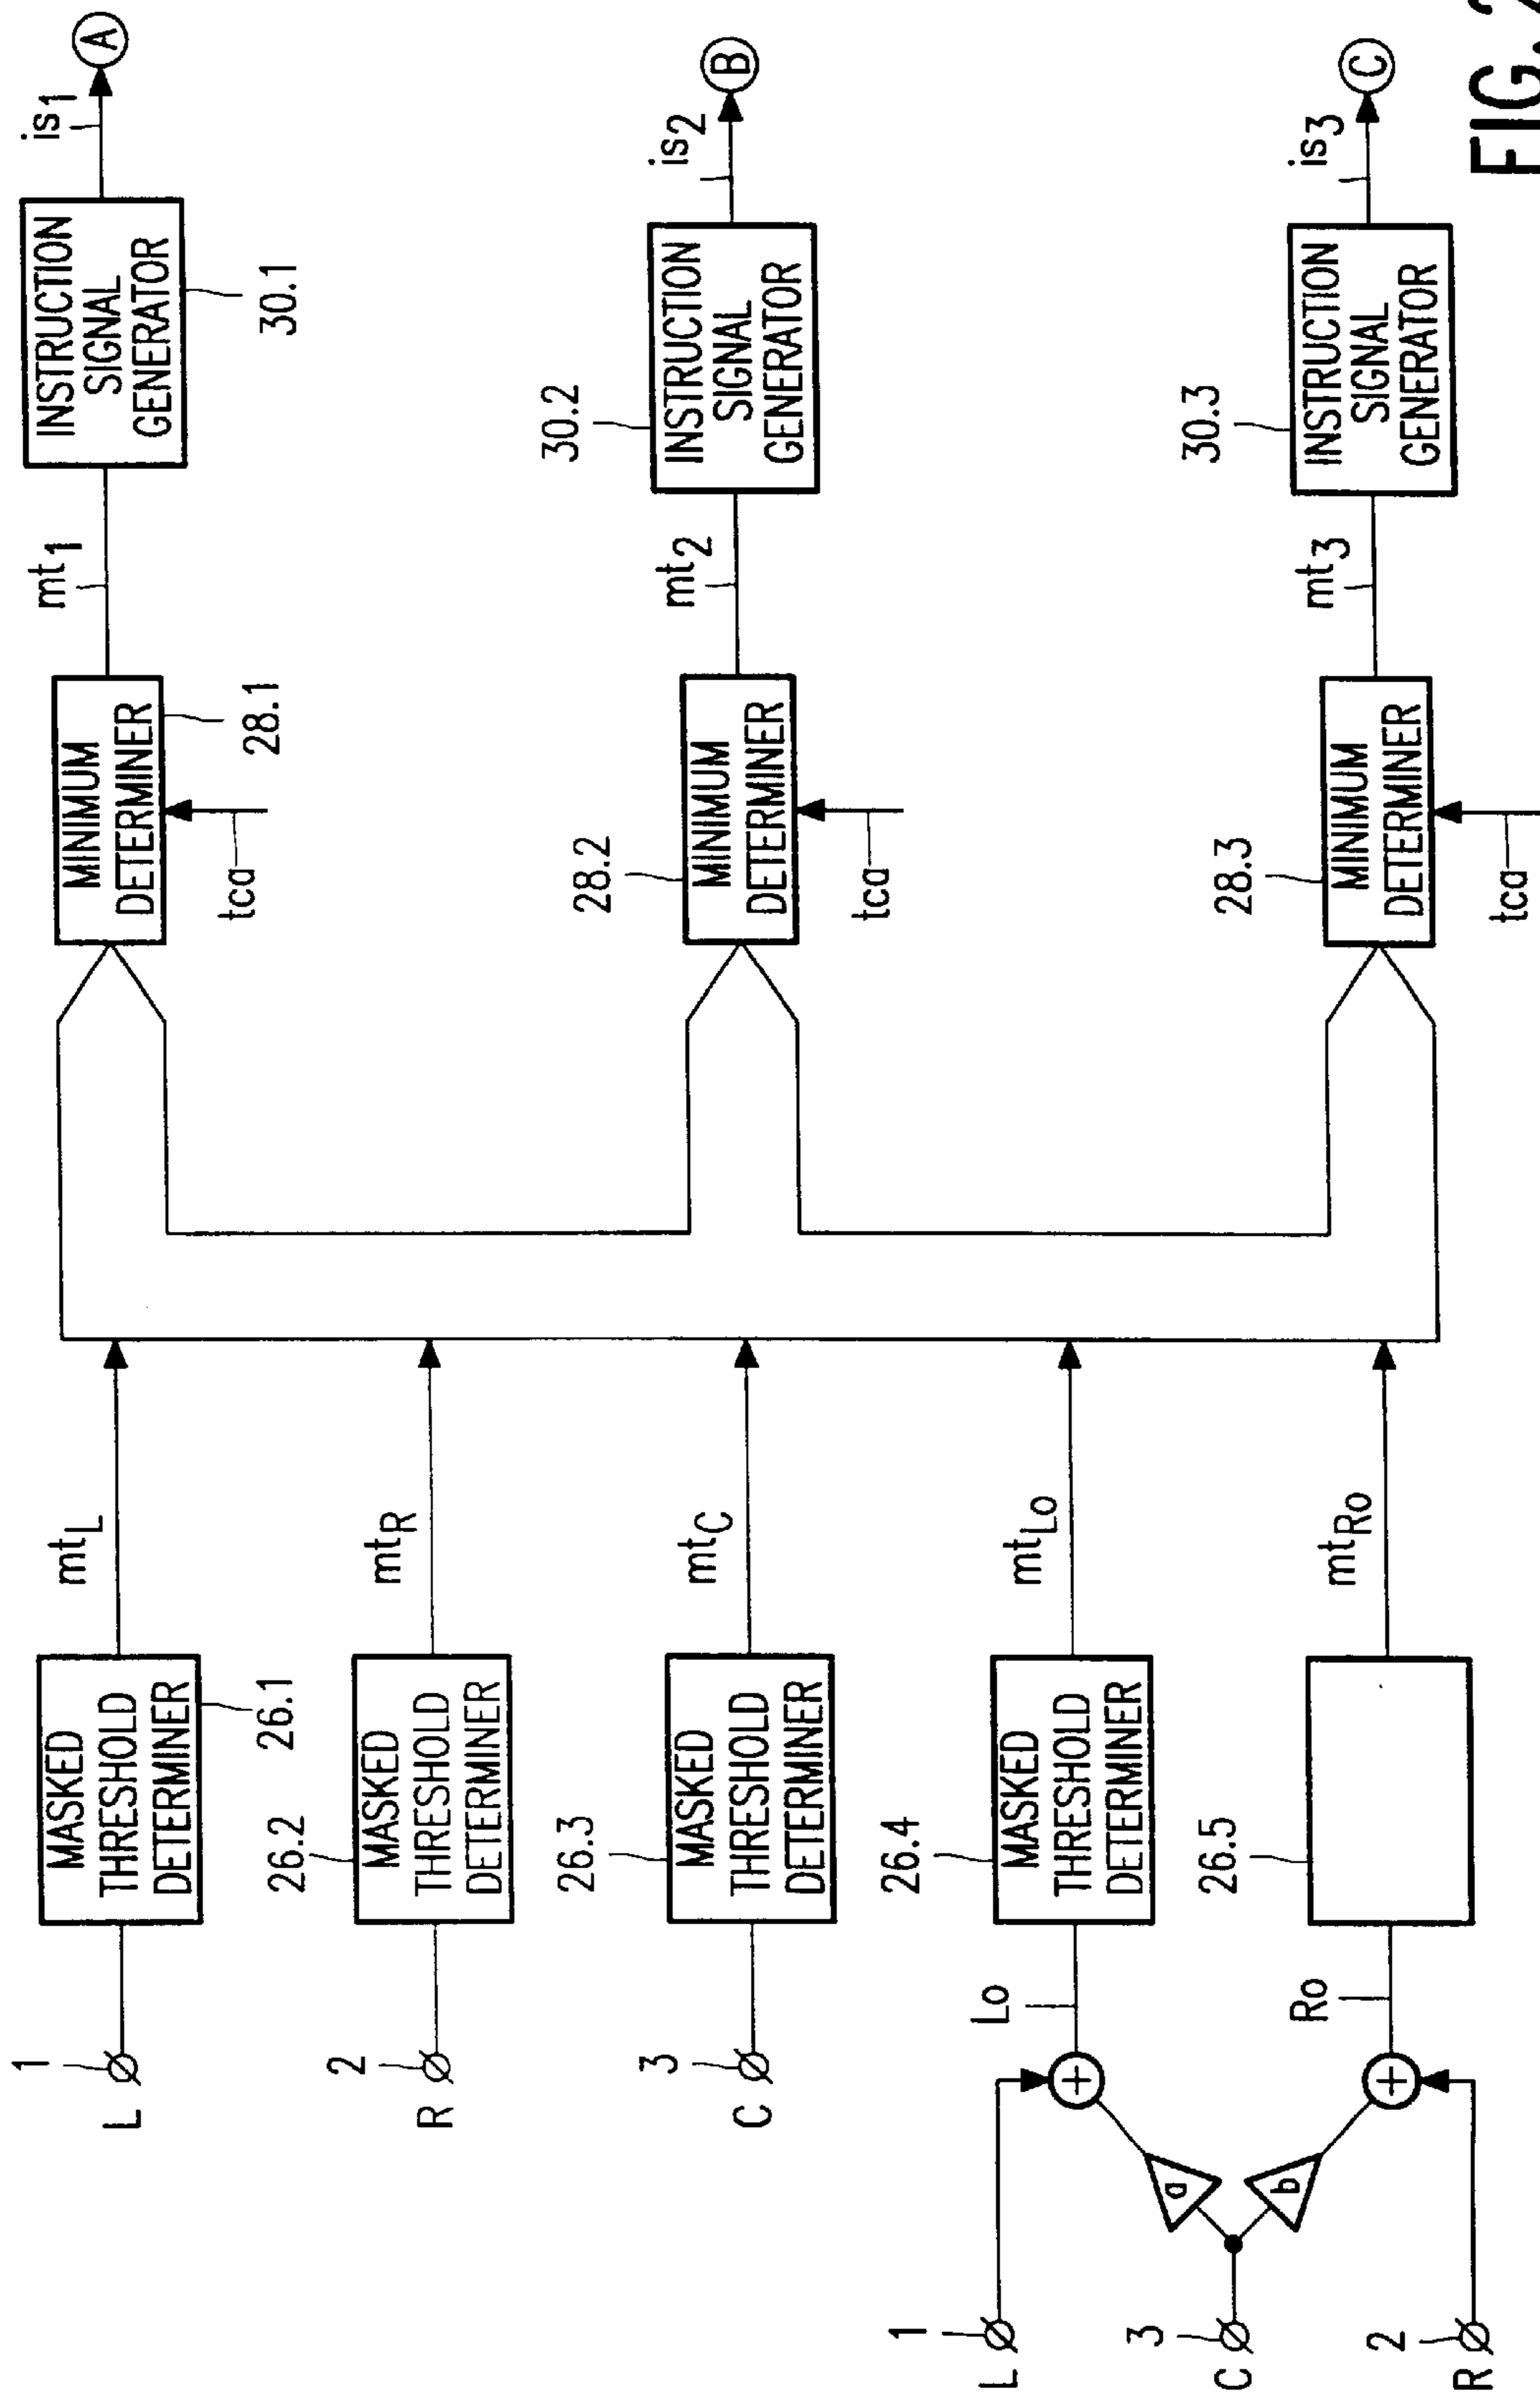 1
L
MASKED
THRESHOLD
DETERMINER
26.1
mtL
MINIMUM
DETERMINER
28.1
tca
mt1
INSTRUCTION
SIGNAL
GENERATOR
30.1
is1
A
2
R
26.2
MASKED
THRESHOLD
DETERMINER
mtR
3
C
26.3
MASKED
THRESHOLD
DETERMINER
mtC
28.2
MINIMUM
DETERMINER
tca
mt2
30.2
INSTRUCTION
SIGNAL
GENERATOR
is2
B
1
L
a
+
Lo
26.4
MASKED
THRESHOLD
DETERMINER
mtLo
3
C
b
+
Ro
26.5
mtRo
2
R
28.3
MINIMUM
DETERMINER
tca
mt3
30.3
INSTRUCTION
SIGNAL
GENERATOR
is3
C
FIG.